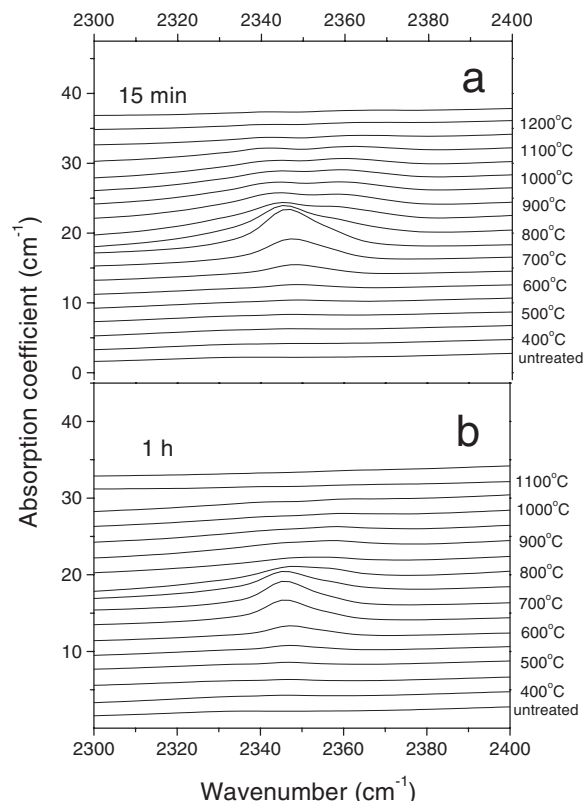 2300 2320 2340 2360 2380 2400
a
15 min
40
30
20
10
0
1200°C
1100°C
1000°C
900°C
800°C
700°C
600°C
500°C
400°C
untreated
Absorption coefficient (cm⁻¹)
b
1 h
40
30
20
10
1100°C
1000°C
900°C
800°C
700°C
600°C
500°C
400°C
untreated
2300 2320 2340 2360 2380 2400
Wavenumber (cm⁻¹)